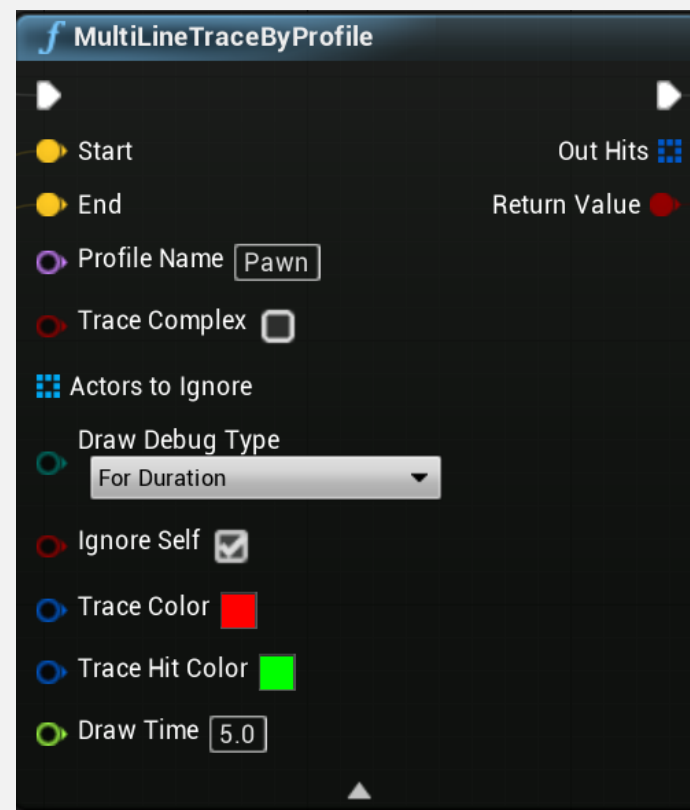 f MultiLineTraceByProfile
Start
Out Hits
End
Return Value
Profile Name Pawn
Trace Complex
Actors to Ignore
Draw Debug Type
For Duration
Ignore Self
Trace Color
Trace Hit Color
Draw Time 5.0